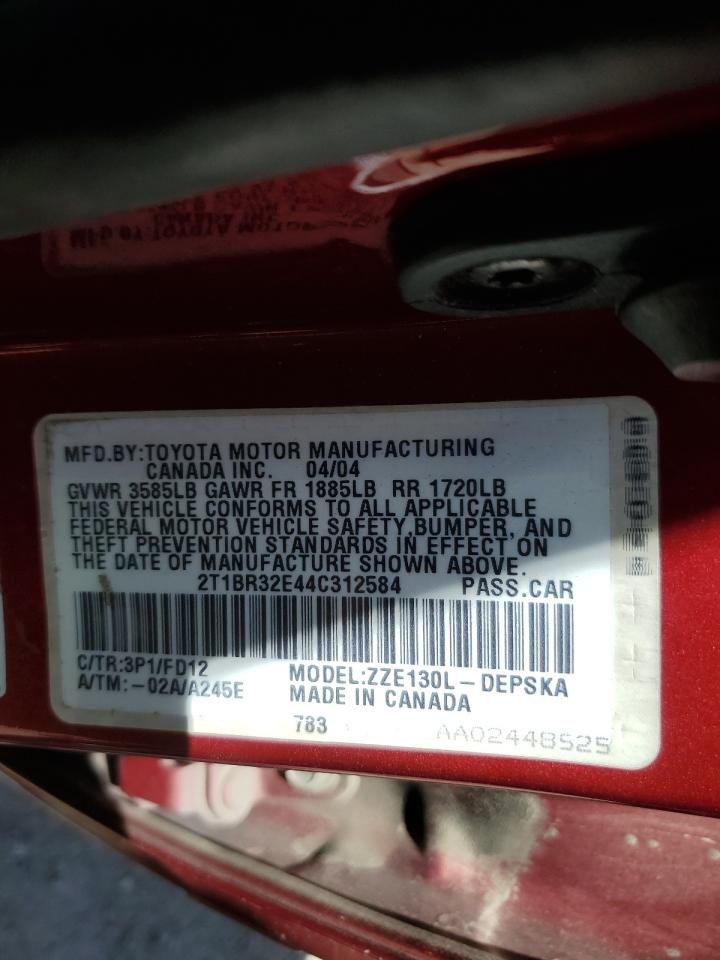 MFD.BY:TOYOTA MOTOR MANUFACTURING
CANADA INC. 04/04
GVWR 3585LB GAWR FR 1885LB RR 1720LB
THIS VEHICLE CONFORMS TO ALL APPLICABLE
FEDERAL MOTOR VEHICLE SAFETY,BUMPER, AND
THEFT PREVENTION STANDARDS IN EFFECT ON
THE DATE OF MANUFACTURE SHOWN ABOVE.
2T1BR32E44C312584 PASS.CAR
C/TR:3P1/FD12
A/TM:-02A/A245E
MODEL:ZZE130L-DEPSKA
MADE IN CANADA
783
AA02448525